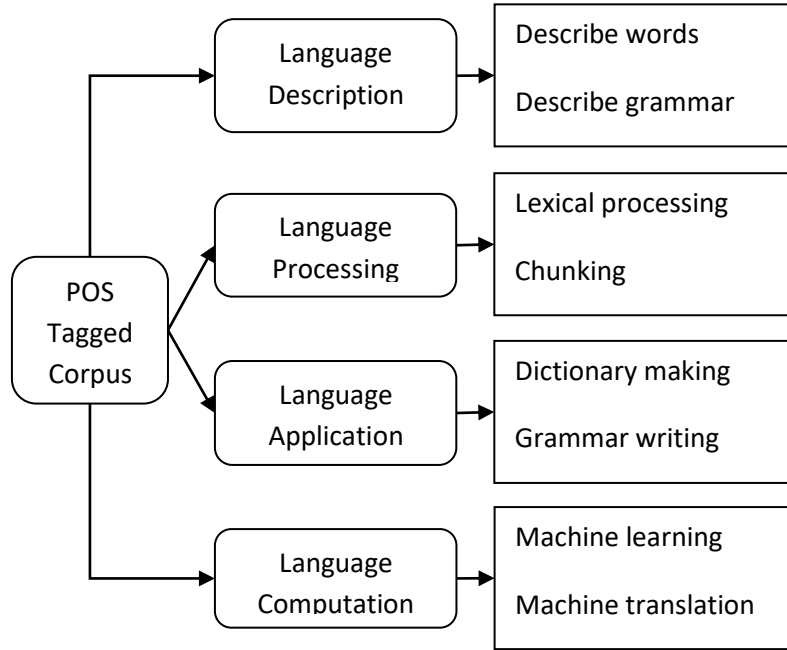 POS
Tagged
Corpus
Language
Description
Describe words
Describe grammar
Language
Processing
Lexical processing
Chunking
Language
Application
Dictionary making
Grammar writing
Language
Computation
Machine learning
Machine translation